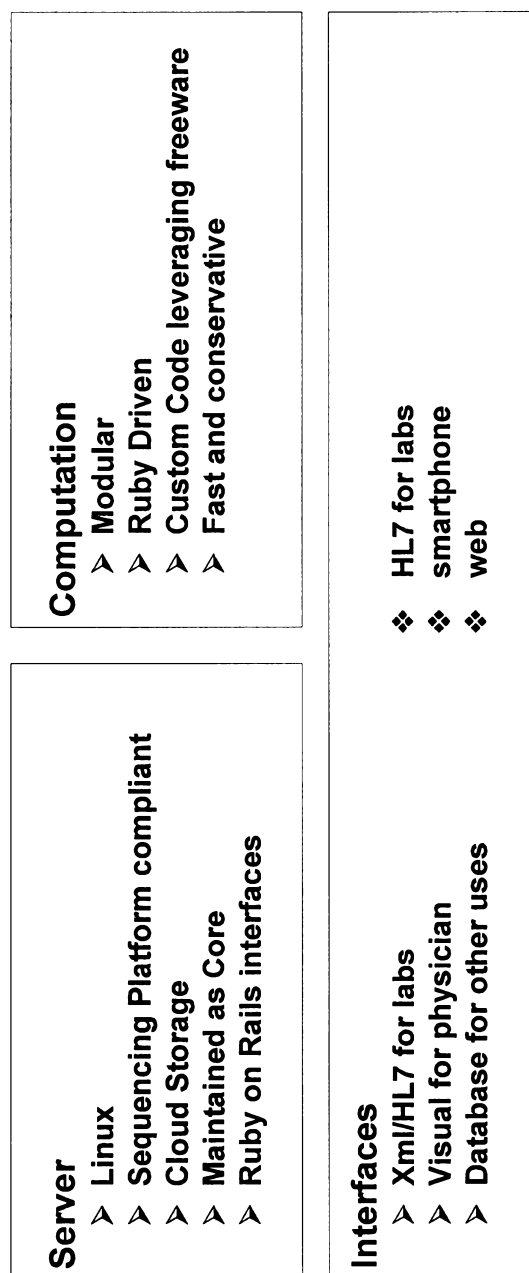 Server
➢ Linux
➢ Sequencing Platform compliant
➢ Cloud Storage
➢ Maintained as Core
➢ Ruby on Rails interfaces
Computation
➢ Modular
➢ Ruby Driven
➢ Custom Code leveraging freeware
➢ Fast and conservative
Interfaces
➢ Xml/HL7 for labs
➢ Visual for physician
➢ Database for other uses
❖ HL7 for labs
❖ smartphone
❖ web